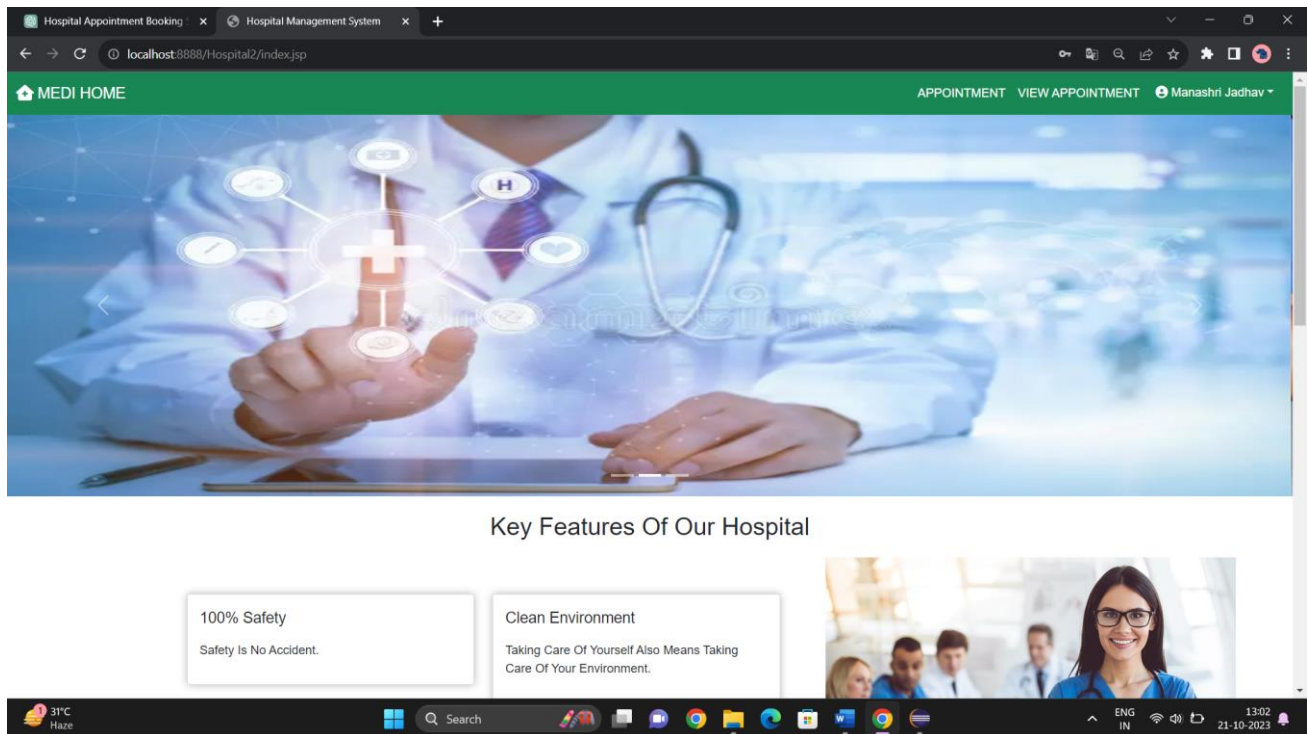 Hospital Appointment Booking
Hospital Management System
localhost:8888/Hospital2/index.jsp
MEDI HOME
APPOINTMENT VIEW APPOINTMENT Manashri Jadhav
H
dreamstime
Key Features Of Our Hospital
100% Safety
Safety Is No Accident.
Clean Environment
Taking Care Of Yourself Also Means Taking
Care Of Your Environment.
1
31°C
Haze
Search
ENG
IN
13:02
21-10-2023